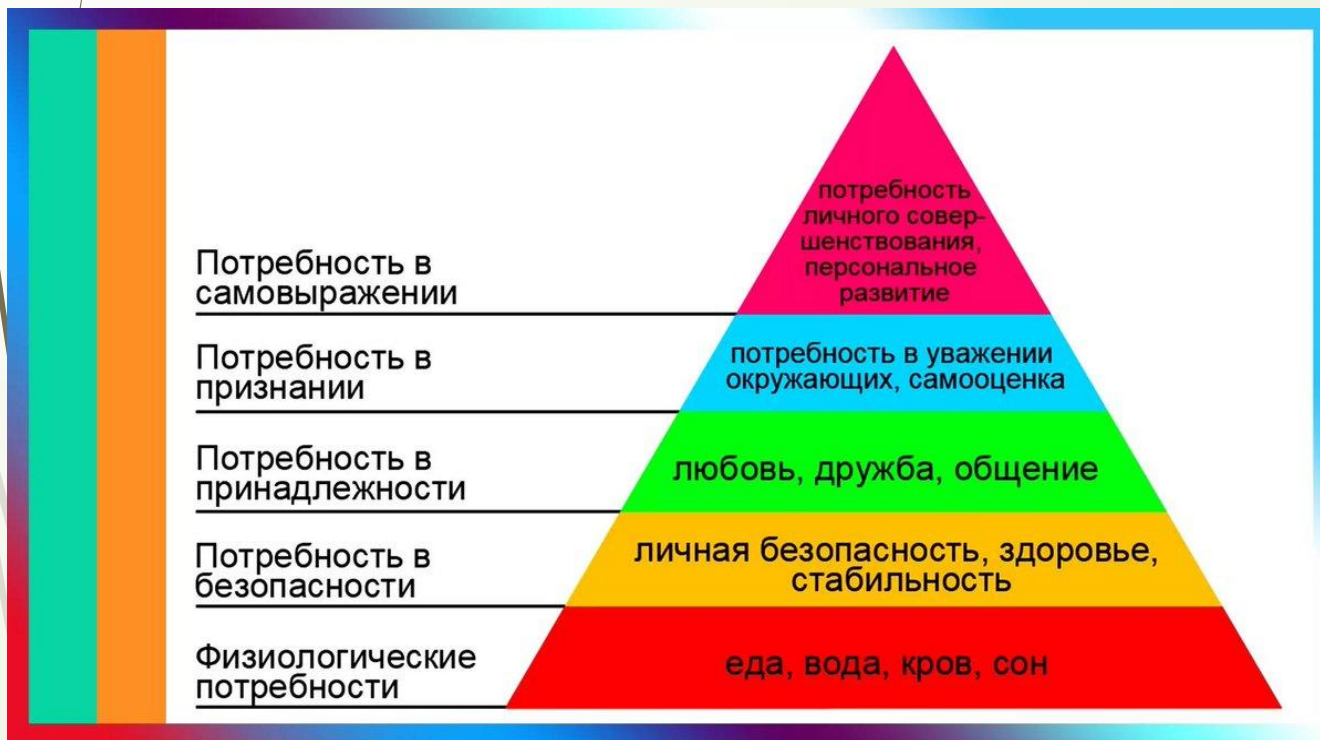 потребность
личного совер-
шенствования,
персональное
развитие
Потребность в
самовыражении
потребность в уважении
окружающих, самооценка
Потребность в
признании
любовь, дружба, общение
Потребность в
принадлежности
личная безопасность, здоровье,
стабильность
Потребность в
безопасности
еда, вода, кров, сон
Физиологические
потребности